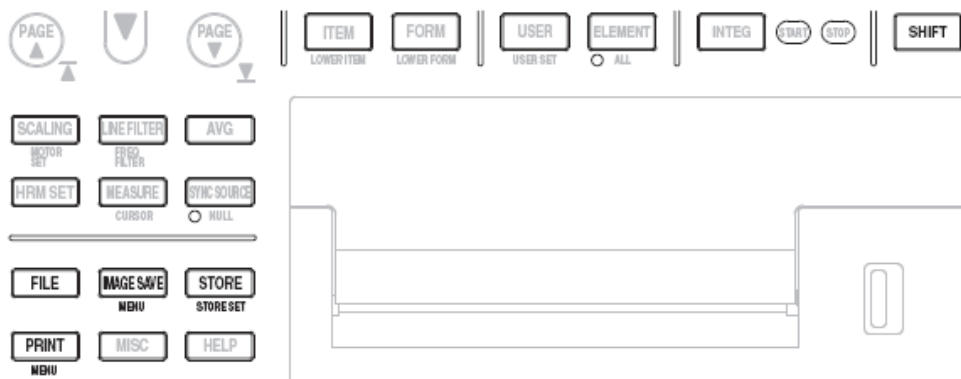 PAGE PAGE ITEM FORM USER ELEMENT INTEG START STOP SHIFT
LOWER ITEM LOWER FORM USER SET ALL
SCALING LINE FILTER AVG
MOTOR SET FREQ FILTER
HRM SET MEASURE SYNC SOURCE
CURSOR NULL
FILE IMAGE SAVE STORE
MENU STORE SET
PRINT MISC HELP
MENU